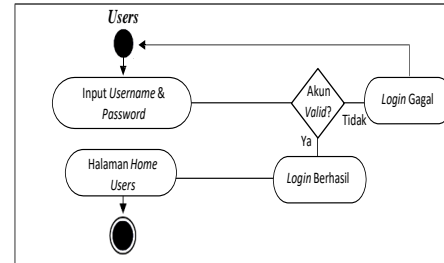 Users
Input Username &
Password
Akun
Valid?
Login Gagal
Tidak
Ya
Halaman Home
Users
Login Berhasil